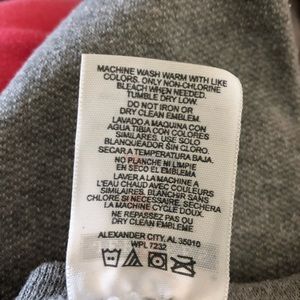 MACHINE WASH WARM WITH LIKE
COLORS. ONLY NON-CHLORINE
BLEACH WHEN NEEDED.
TUMBLE DRY LOW.
DO NOT IRON OR
DRY CLEAN EMBLEM.
LAVADO A MAQUINA CON
AGUA TIBIA CON COLORES
SIMILARES. USE SOLO
BLANQUEADOR SIN CLORO.
SECAR A TEMPERATURA BAJA.
NO PLANCHE NI LIMPIE
EN SECO EL EMBLEMA
LAVER A LA MACHINE A
L'EAU CHAUD AVEC COULEURS
SIMILAIRES, BLANCHIR SANS
CHLORE SI NECESSAIRE, SECHERA
LA MACHINE CYCLE DOUX.
NE REPASSEZ PAS OU
DRY CLEAN EMBLEME
ALEXANDER CITY, AL 35010
WPL 7232